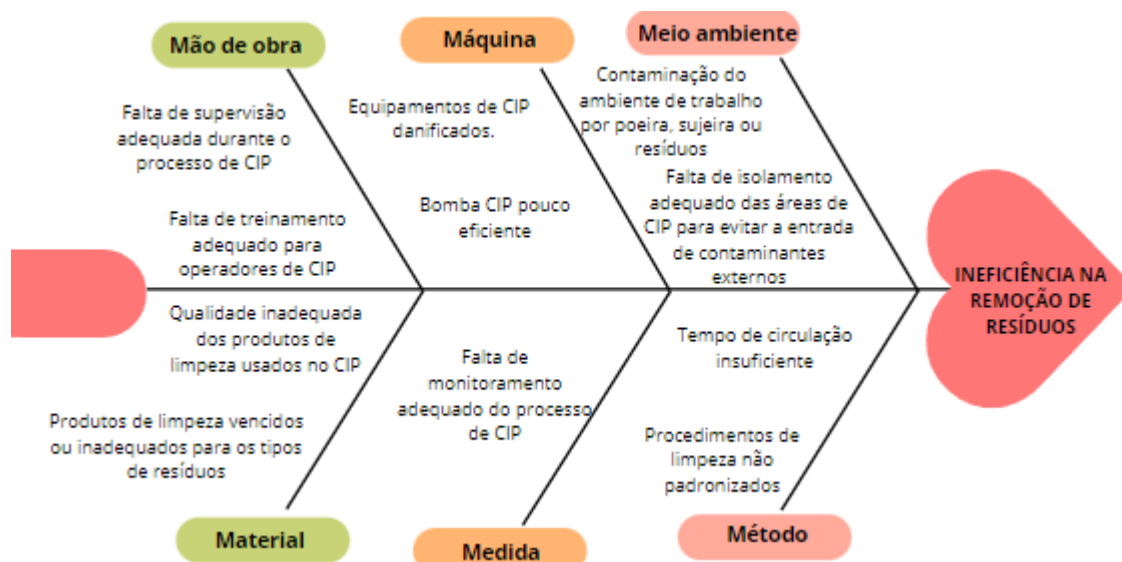 Mão de obra
Falta de supervisão
adequada durante o
processo de CIP
Falta de treinamento
adequado para
operadores de CIP
Máquina
Equipamentos de CIP
danificados.
Bomba CIP pouco
eficiente
Meio ambiente
Contaminação do
ambiente de trabalho
por poeira, sujeira ou
resíduos
Falta de isolamento
adequado das áreas de
CIP para evitar a entrada
de contaminantes
externos
INEFICIÊNCIA NA
REMOÇÃO DE
RESÍDUOS
Qualidade inadequada
dos produtos de
limpeza usados no CIP
Produtos de limpeza vencidos
ou inadequados para os tipos
de resíduos
Material
Falta de
monitoramento
adequado do processo
de CIP
Medida
Tempo de circulação
insuficiente
Procedimentos de
limpeza não
padronizados
Método